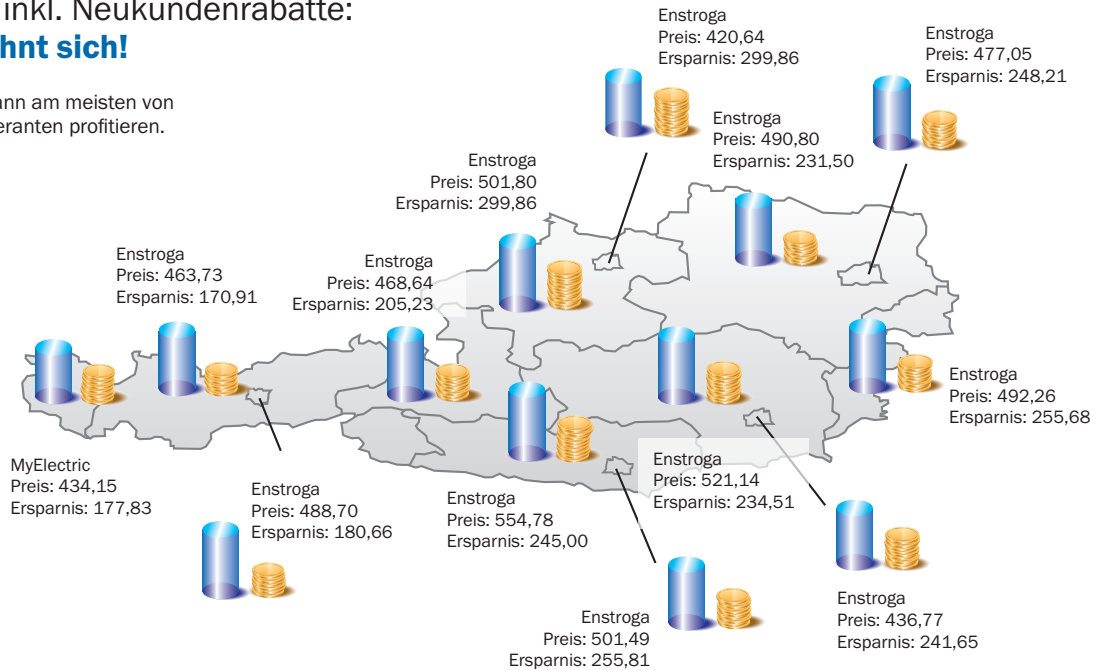 inkl. Neukundenrabatte:
hnt sich!
ann am meisten von
eranten profitieren.
Enstroga
Preis: 420,64
Ersparnis: 299,86
Enstroga
Preis: 477,05
Ersparnis: 248,21
Enstroga
Preis: 490,80
Ersparnis: 231,50
Enstroga
Preis: 501,80
Ersparnis: 299,86
Enstroga
Preis: 463,73
Ersparnis: 170,91
Enstroga
Preis: 468,64
Ersparnis: 205,23
Enstroga
Preis: 492,26
Ersparnis: 255,68
MyElectric
Preis: 434,15
Ersparnis: 177,83
Enstroga
Preis: 488,70
Ersparnis: 180,66
Enstroga
Preis: 554,78
Ersparnis: 245,00
Enstroga
Preis: 521,14
Ersparnis: 234,51
Enstroga
Preis: 501,49
Ersparnis: 255,81
Enstroga
Preis: 436,77
Ersparnis: 241,65